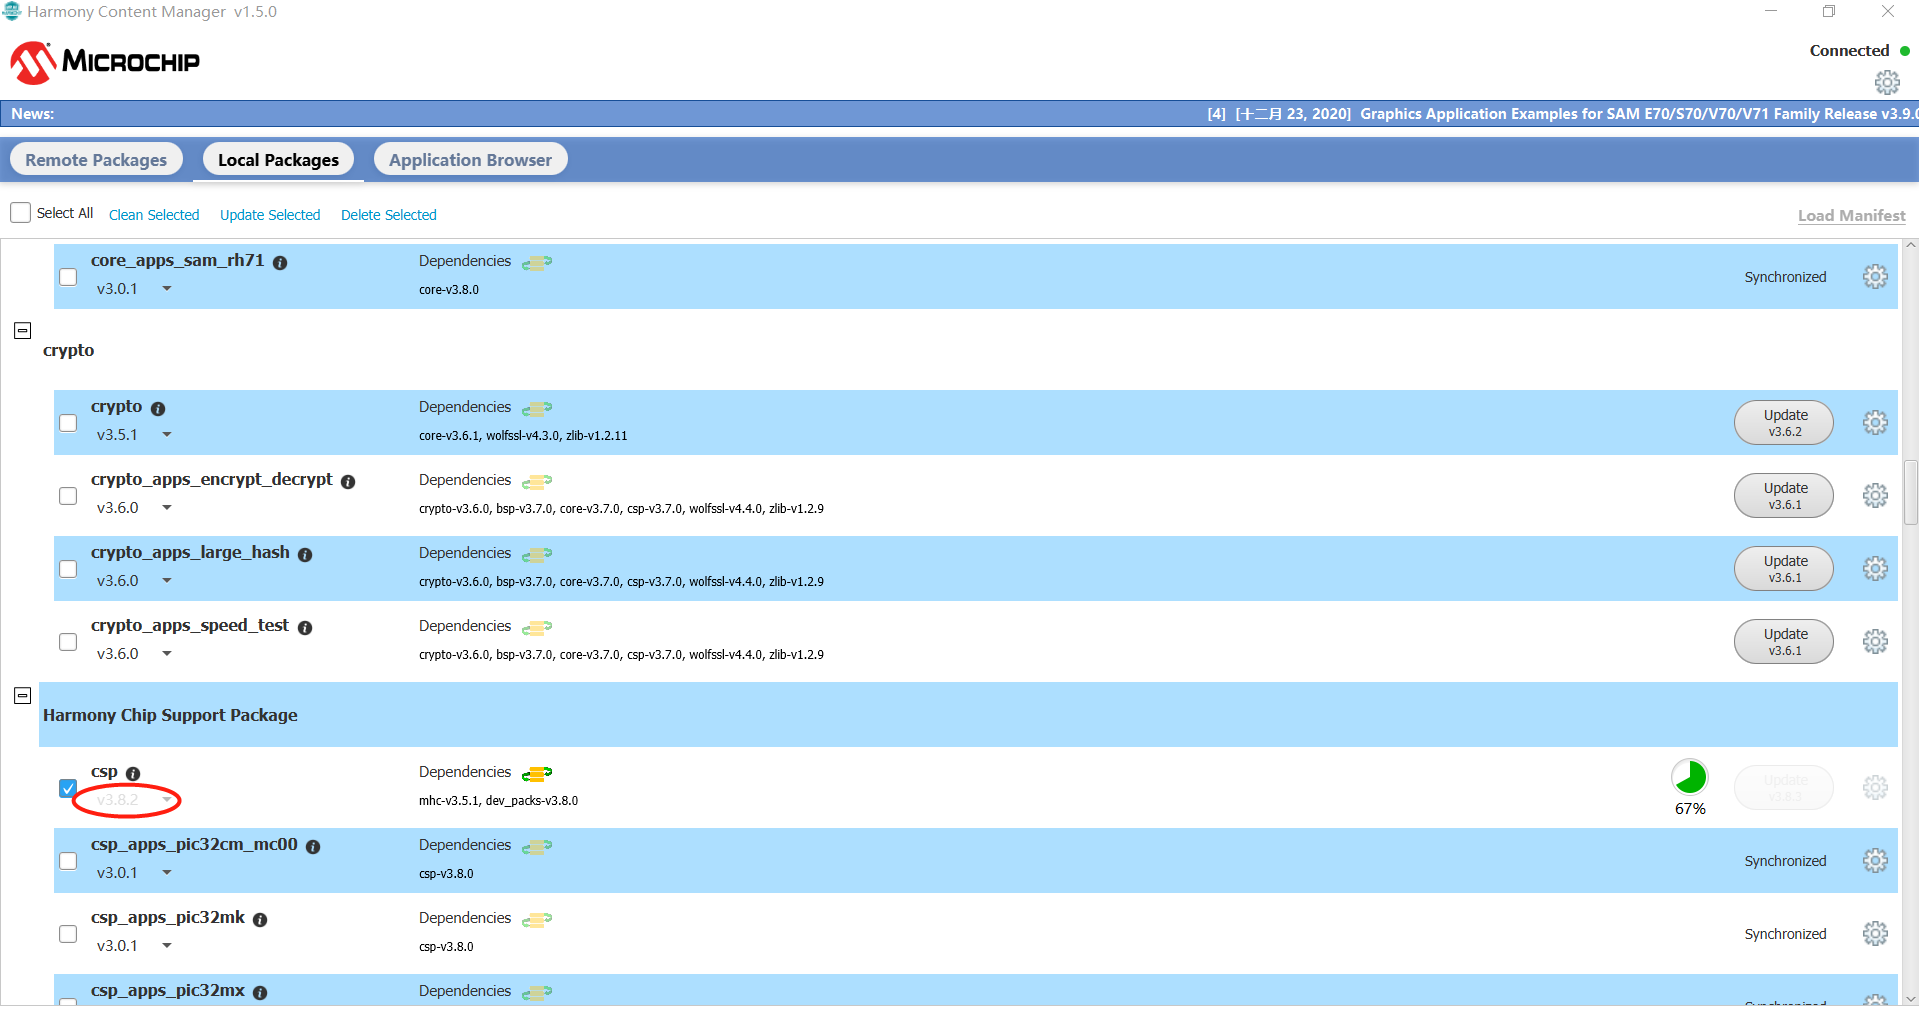 Harmony Content Manager v1.5.0
MICROCHIP
Connected
News:
[4] [十二月 23, 2020] Graphics Application Examples for SAM E70/S70/V70/V71 Family Release v3.9.0
Remote Packages
Local Packages
Application Browser
Select All
Clean Selected
Update Selected
Delete Selected
Load Manifest
core_apps_sam_rh71
Dependencies
v3.0.1
core-v3.8.0
Synchronized
crypto
crypto
Dependencies
v3.5.1
core-v3.6.1, wolfssl-v4.3.0, zlib-v1.2.11
Update
v3.6.2
crypto_apps_encrypt_decrypt
Dependencies
v3.6.0
crypto-v3.6.0, bsp-v3.7.0, core-v3.7.0, csp-v3.7.0, wolfssl-v4.4.0, zlib-v1.2.9
Update
v3.6.1
crypto_apps_large_hash
Dependencies
v3.6.0
crypto-v3.6.0, bsp-v3.7.0, core-v3.7.0, csp-v3.7.0, wolfssl-v4.4.0, zlib-v1.2.9
Update
v3.6.1
crypto_apps_speed_test
Dependencies
v3.6.0
crypto-v3.6.0, bsp-v3.7.0, core-v3.7.0, csp-v3.7.0, wolfssl-v4.4.0, zlib-v1.2.9
Update
v3.6.1
Harmony Chip Support Package
csp
Dependencies
v3.8.2
mhc-v3.5.1, dev_packs-v3.8.0
67%
Update
v3.8.3
csp_apps_pic32cm_mc00
Dependencies
v3.0.1
csp-v3.8.0
Synchronized
csp_apps_pic32mk
Dependencies
v3.0.1
csp-v3.8.0
Synchronized
csp_apps_pic32mx
Dependencies